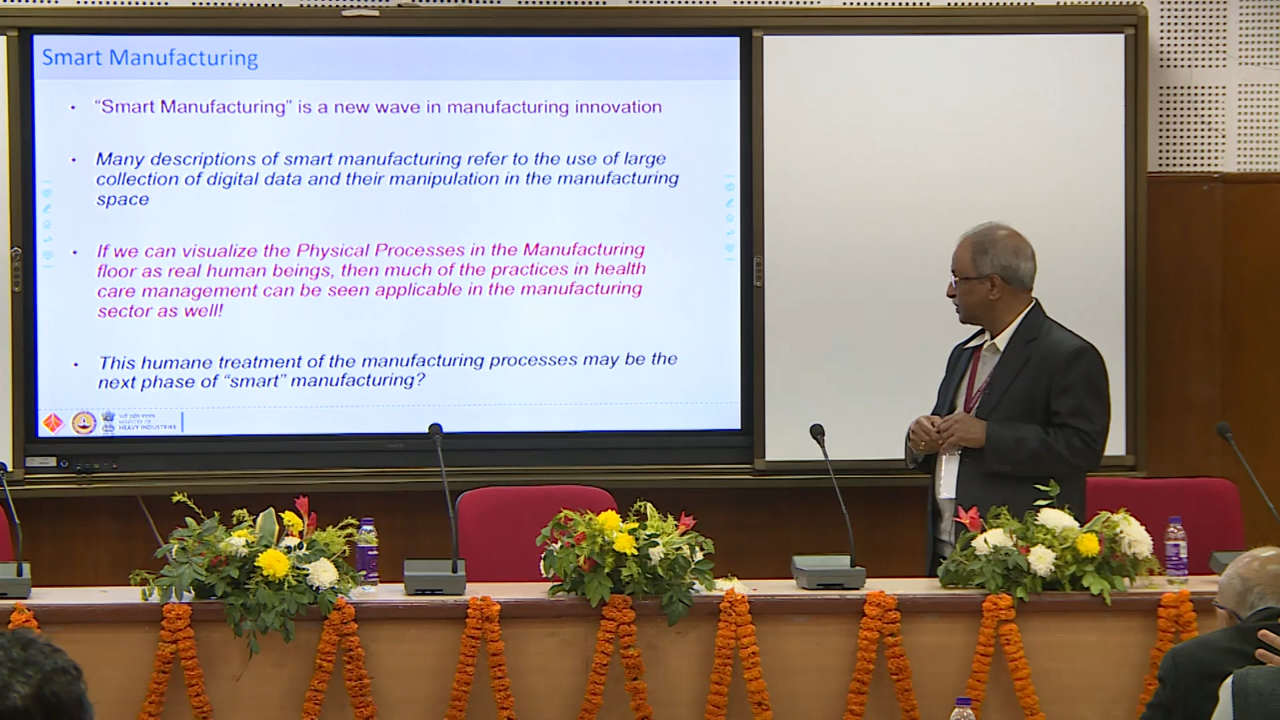 Smart Manufacturing
• "Smart Manufacturing" is a new wave in manufacturing innovation
• Many descriptions of smart manufacturing refer to the use of large
collection of digital data and their manipulation in the manufacturing
space
• If we can visualize the Physical Processes in the Manufacturing
floor as real human beings, then much of the practices in health
care management can be seen applicable in the manufacturing
sector as well!
• This humane treatment of the manufacturing processes may be the
next phase of "smart" manufacturing?
MINISTRY OF
HEAVY INDUSTRIES